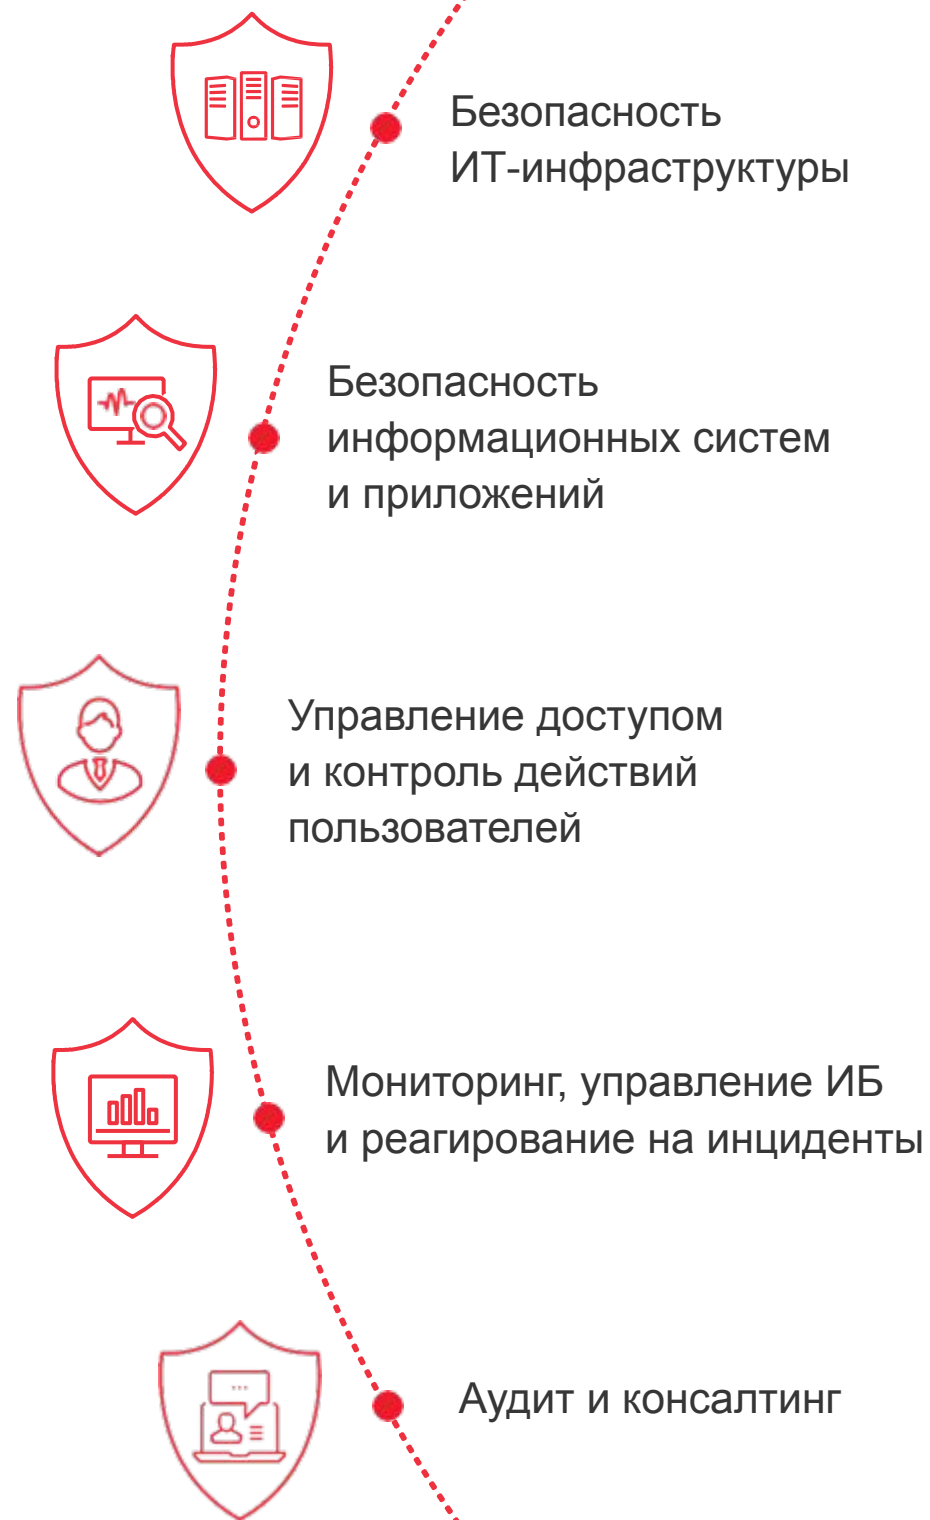 Безопасность
ИТ-инфраструктуры
Безопасность
информационных систем
и приложений
Управление доступом
и контроль действий
пользователей
Мониторинг, управление ИБ
и реагирование на инциденты
Аудит и консалтинг